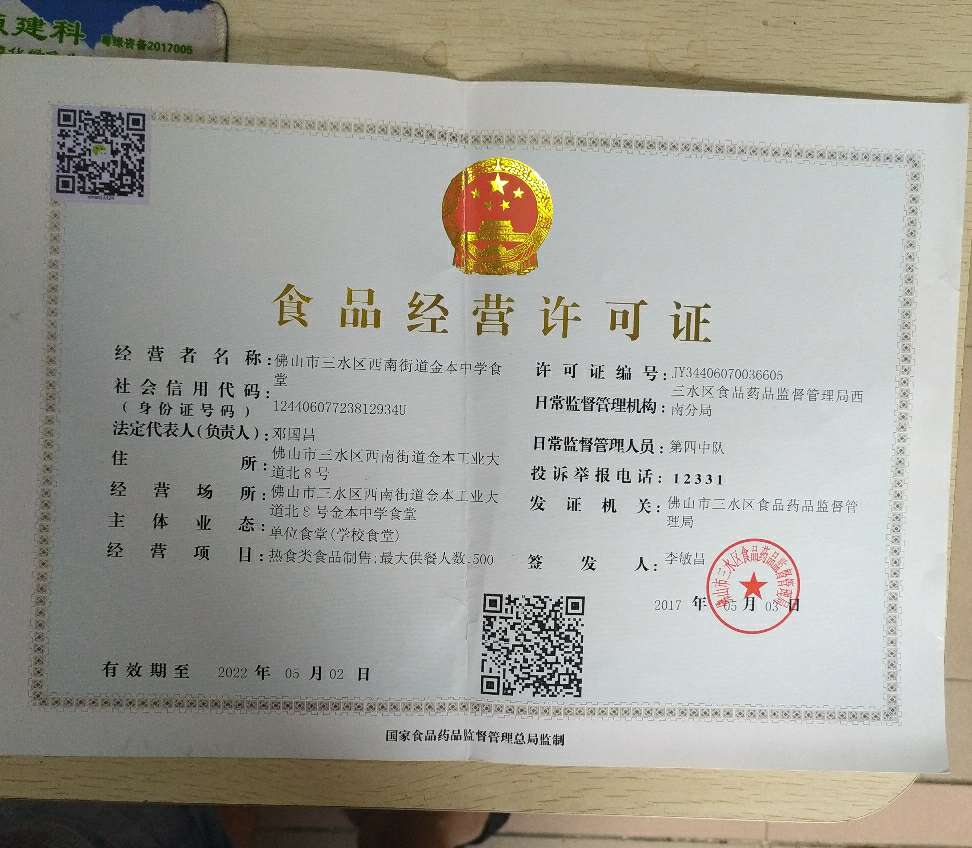 建科
粤绿咨备2017006
食品经营许可证
经营者名称:佛山市三水区西南街道金本中学食
堂
社会信用代码:
(身份证号码) 12440607723812934U
法定代表人(负责人):邓国昌
住所:佛山市三水区西南街道金本工业大
道北8号
经营场所:佛山市三水区西南街道金本工业大
道北8号金本中学食堂
主体业态:单位食堂(学校食堂)
经营项目:热食类食品制售,最大供餐人数:500
许可证编号:JY34406070036605
日常监督管理机构:三水区食品药品监督管理局西
南分局
日常监督管理人员:第四中队
投诉举报电话:12331
发证机关:佛山市三水区食品药品监督管
理局
签发人:李敏昌
佛山市三水区食品药品监督管理局
2017 年 05 月 03 日
有效期至 2022 年 05 月 02 日
国家食品药品监督管理总局监制